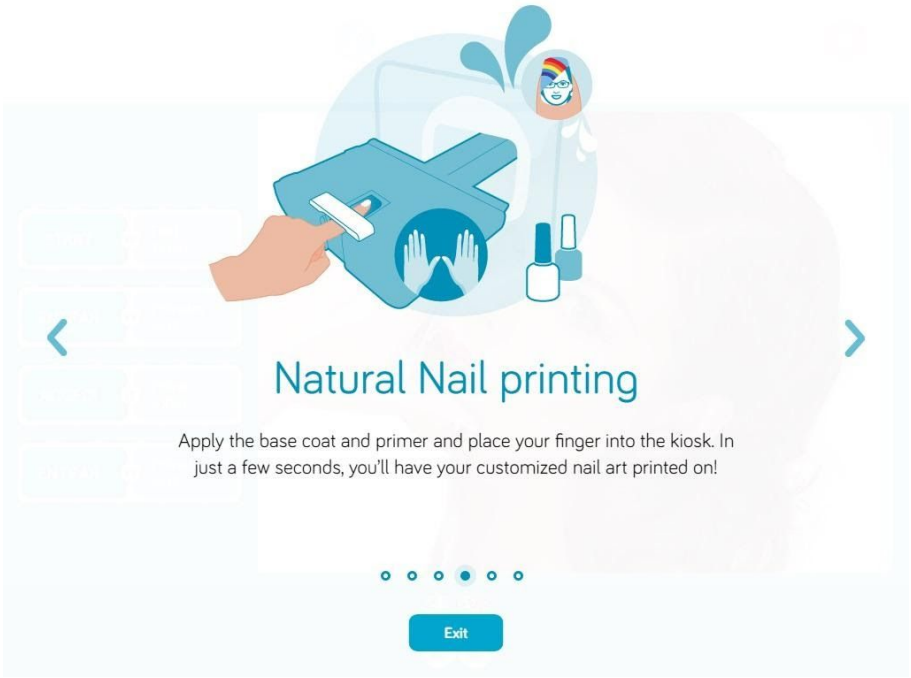 Natural Nail printing
Apply the base coat and primer and place your finger into the kiosk. In
just a few seconds, you'll have your customized nail art printed on!
Exit